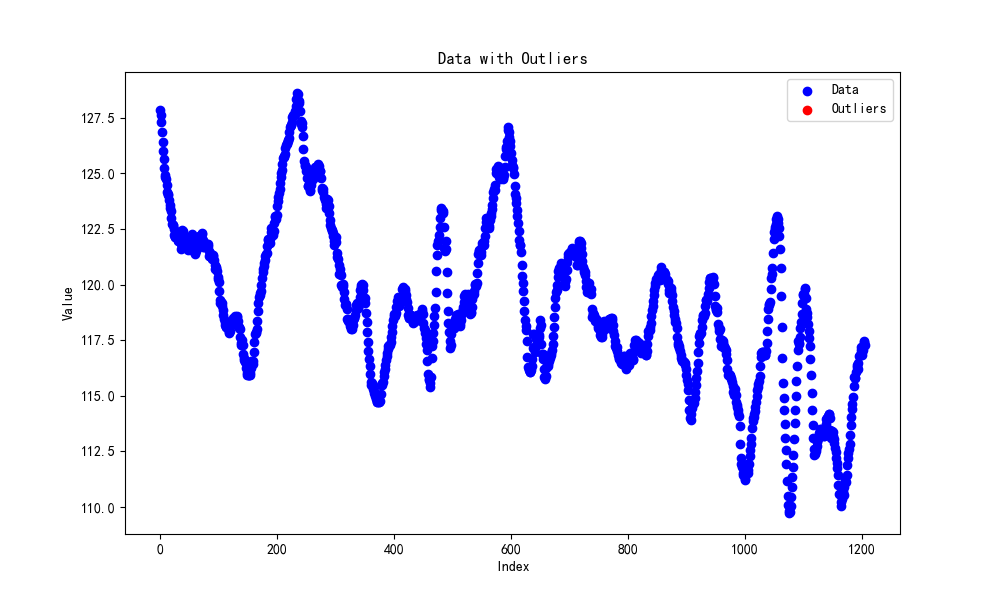 Data with Outliers
Data
Outliers
127.5
125.0
122.5
120.0
117.5
115.0
112.5
110.0
Value
0 200 400 600 800 1000 1200
Index